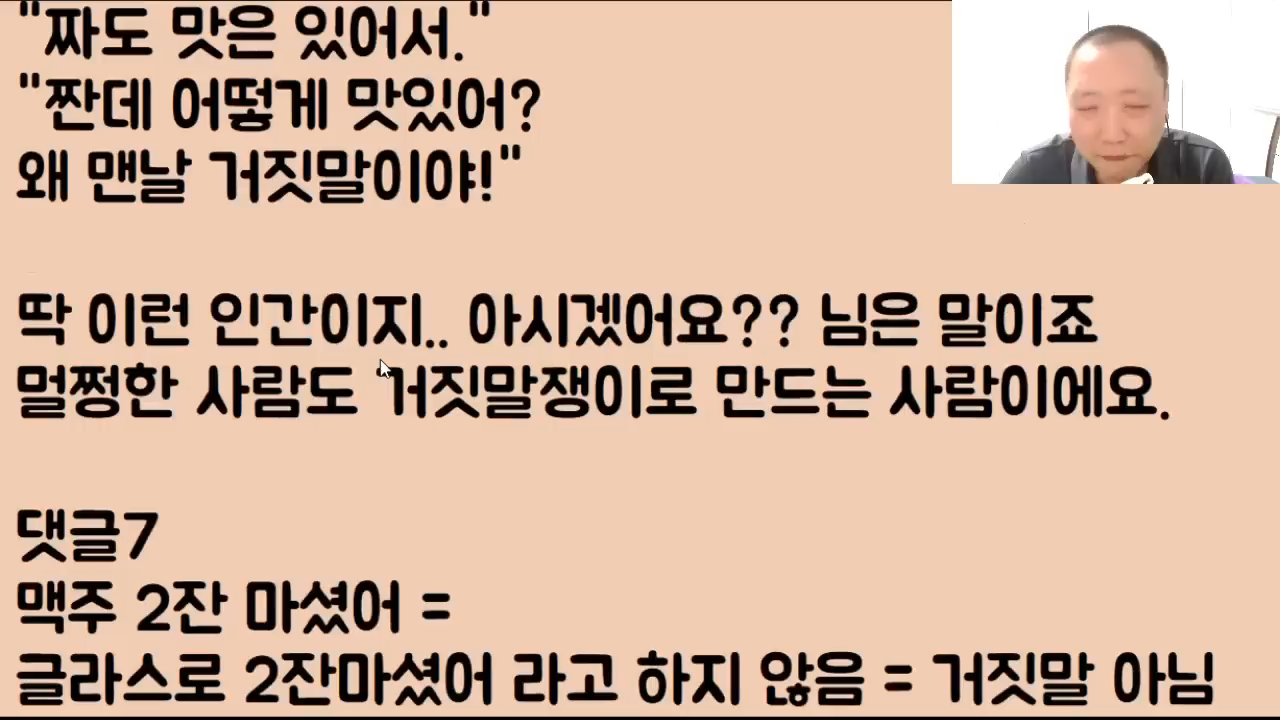 "짜도 맛은 있어서."
"짠데 어떻게 맛있어?
왜 맨날 거짓말이야!"
딱 이런 인간이지.. 아시겠어요?? 님은 말이죠
멀쩡한 사람도 거짓말쟁이로 만드는 사람이에요.
댓글7
맥주 2잔 마셨어 =
글라스로 2잔마셨어 라고 하지 않음 = 거짓말 아님